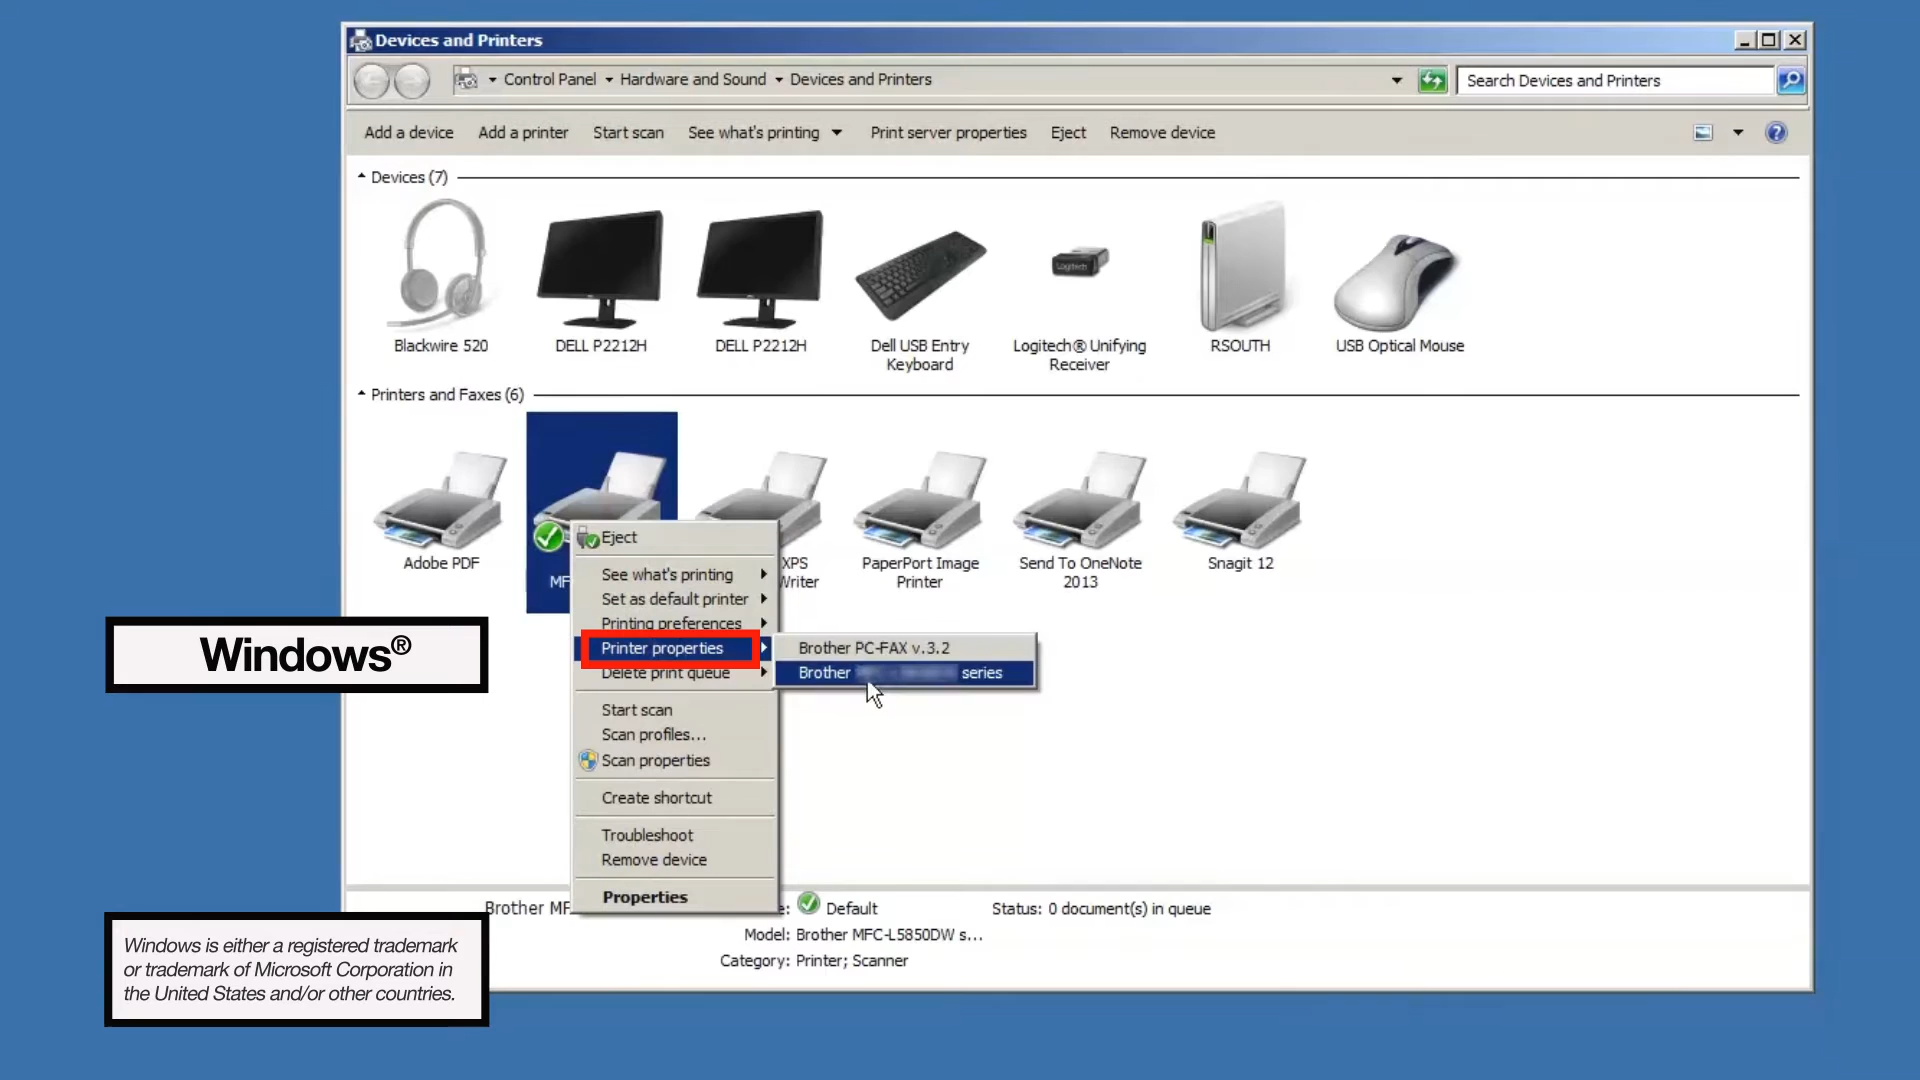 Devices and Printers
Control Panel Hardware and Sound Devices and Printers
Search Devices and Printers
Add a device Add a printer Start scan See what's printing Print server properties Eject Remove device
Devices (7)
Logitech
Blackwire 520
DELL P2212H
DELL P2212H
Dell USB Entry
Keyboard
Logitech® Unifying
Receiver
RSOUTH
USB Optical Mouse
Printers and Faxes (6)
Adobe PDF
MF
XPS
Writer
PaperPort Image
Printer
Send To OneNote
2013
Snagit 12
Eject
See what's printing
Set as default printer
Printing preferences
Printer properties
Delete print queue
Start scan
Scan profiles...
Scan properties
Create shortcut
Troubleshoot
Remove device
Properties
Brother PC-FAX v.3.2
Brother series
Windows®
Brother MF
e: Default
Status: 0 document(s) in queue
Model: Brother MFC-L5850DW s...
Category: Printer; Scanner
Windows is either a registered trademark
or trademark of Microsoft Corporation in
the United States and/or other countries.